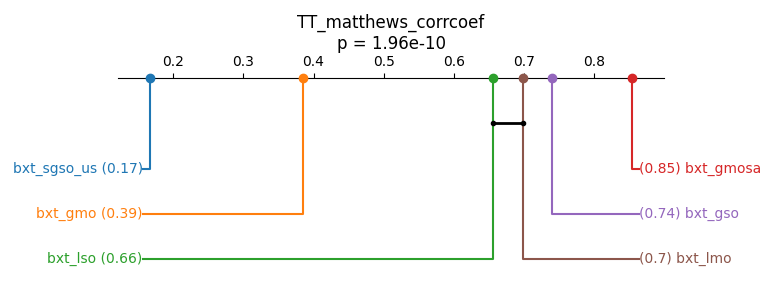 TT_matthews_corrcoef
p = 1.96e-10
0.2 0.3 0.4 0.5 0.6 0.7 0.8
bxt_sgso_us (0.17) (0.85) bxt_gmosa
bxt_gmo (0.39) (0.74) bxt_gso
bxt_lso (0.66) (0.7) bxt_lmo